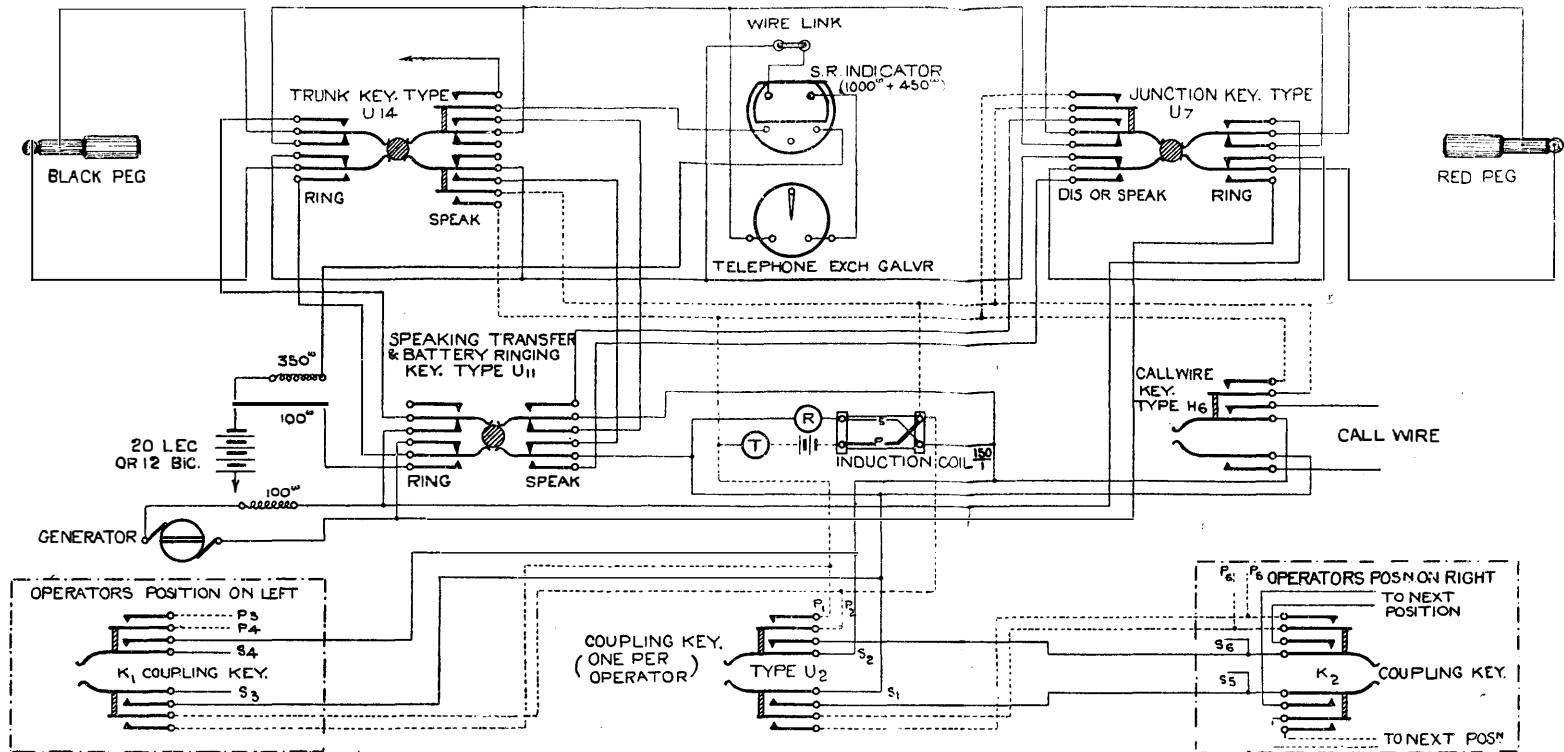 WIRE LINK
S.R. INDICATOR
(1000ω + 450ω)
TRUNK KEY. TYPE
U14
JUNCTION KEY. TYPE
U7
BLACK PEG
RING
SPEAK
TELEPHONE EXCH GALVR
DIS OR SPEAK
RING
RED PEG
SPEAKING TRANSFER
& BATTERY RINGING
KEY. TYPE U11
350ω
100ω
20 LEC
OR 12 BIC.
100ω
GENERATOR
RING
SPEAK
R
T
S
P
INDUCTION COIL 150/1
CALL WIRE
KEY.
TYPE H6
CALL WIRE
OPERATORS POSITION ON LEFT
P3
P4
S4
K1 COUPLING KEY.
S3
COUPLING KEY.
(ONE PER
OPERATOR)
P1
P2
S2
TYPE U2
S1
P6 P5 OPERATORS POSN ON RIGHT
TO NEXT
POSITION
S6
S5
K2 COUPLING KEY.
TO NEXT POSN